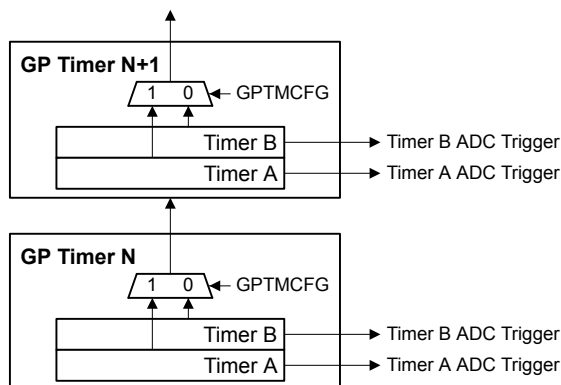 GP Timer N+1
1 0
GPTMCFG
Timer B
Timer B ADC Trigger
Timer A
Timer A ADC Trigger
GP Timer N
1 0
GPTMCFG
Timer B
Timer B ADC Trigger
Timer A
Timer A ADC Trigger